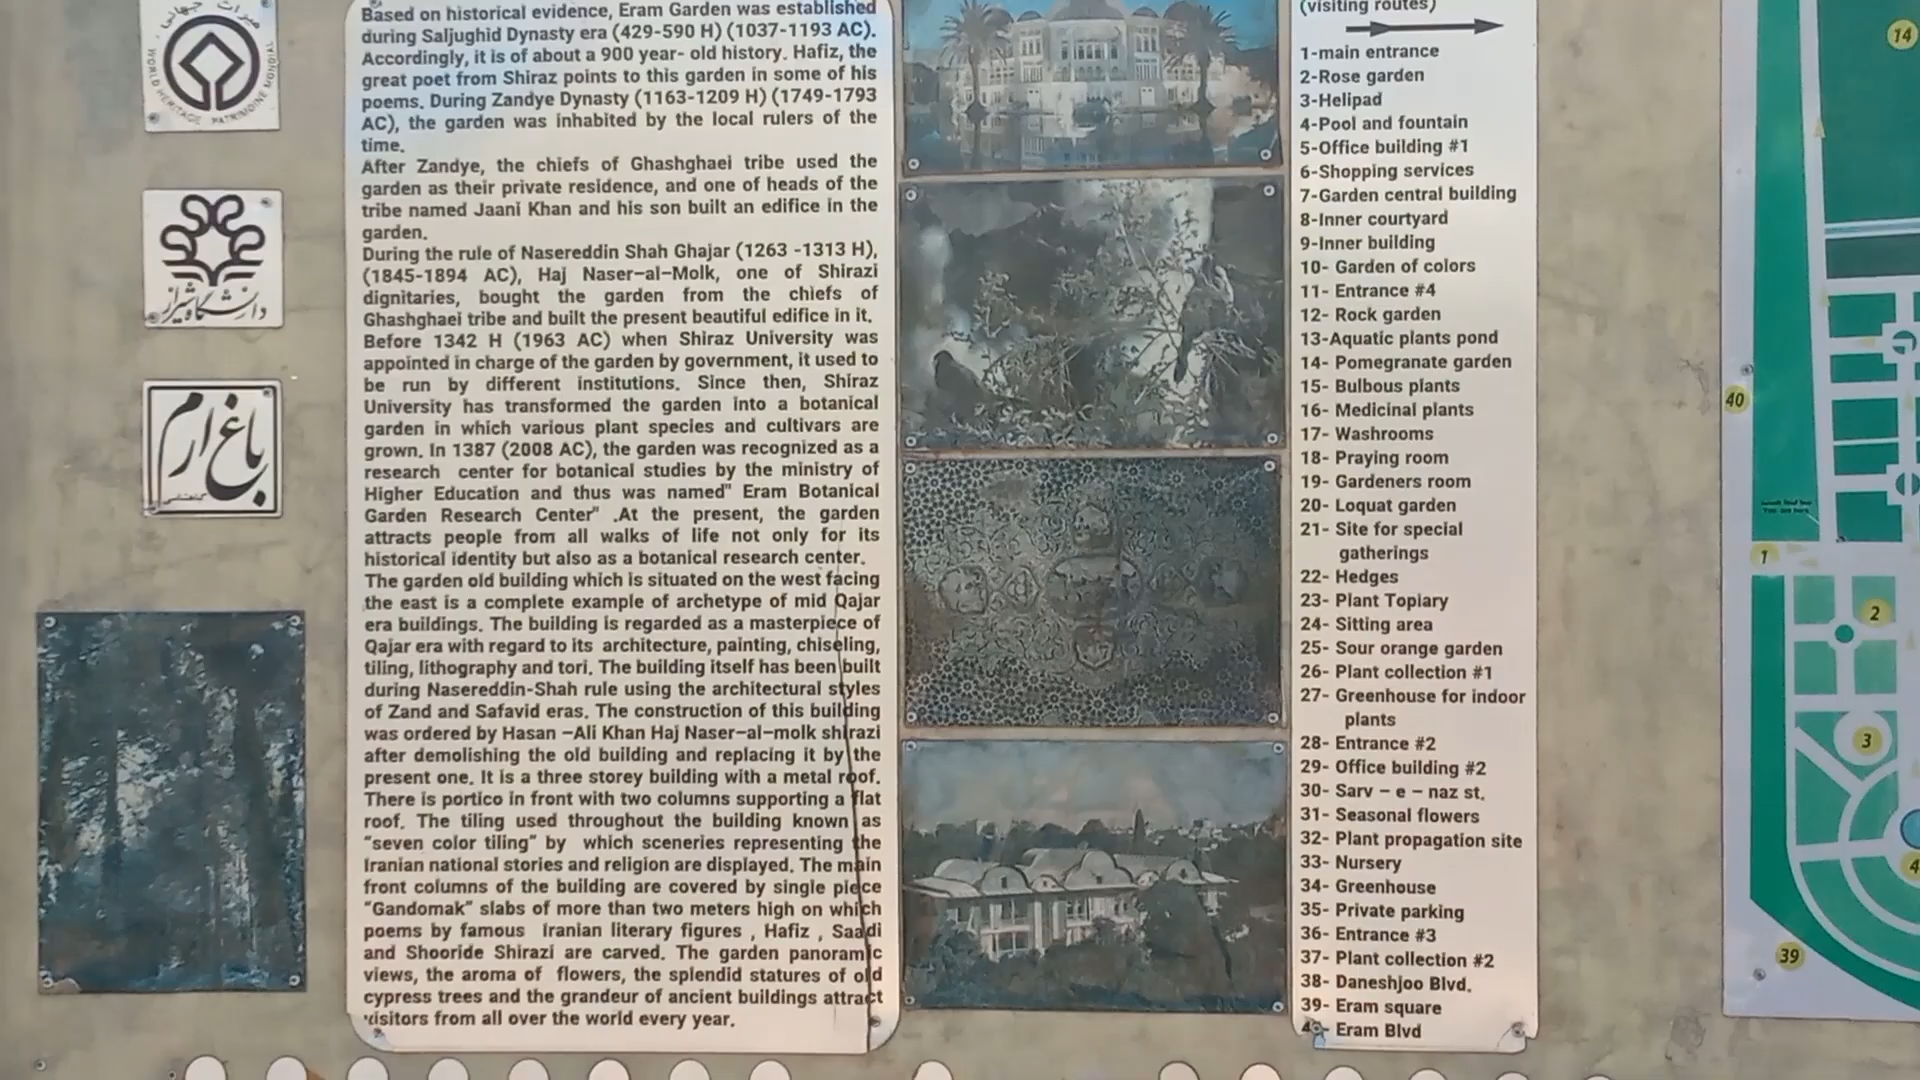 میراث جهانی
WORLD HERITAGE PATRIMOINE MONDIAL
دانشگاه شیراز
باغ ارم
Based on historical evidence, Eram Garden was established
during Saljughid Dynasty era (429-590 H) (1037-1193 AC).
Accordingly, it is of about a 900 year- old history. Hafiz, the
great poet from Shiraz points to this garden in some of his
poems. During Zandye Dynasty (1163-1209 H) (1749-1793
AC), the garden was inhabited by the local rulers of the
time.
After Zandye, the chiefs of Ghashghaei tribe used the
garden as their private residence, and one of heads of the
tribe named Jaani Khan and his son built an edifice in the
garden.
During the rule of Nasereddin Shah Ghajar (1263 -1313 H),
(1845-1894 AC), Haj Naser-al-Molk, one of Shirazi
dignitaries, bought the garden from the chiefs of
Ghashghaei tribe and built the present beautiful edifice in it.
Before 1342 H (1963 AC) when Shiraz University was
appointed in charge of the garden by government, it used to
be run by different institutions. Since then, Shiraz
University has transformed the garden into a botanical
garden in which various plant species and cultivars are
grown. In 1387 (2008 AC), the garden was recognized as a
research center for botanical studies by the ministry of
Higher Education and thus was named" Eram Botanical
Garden Research Center" .At the present, the garden
attracts people from all walks of life not only for its
historical identity but also as a botanical research center.
The garden old building which is situated on the west facing
the east is a complete example of archetype of mid Qajar
era buildings. The building is regarded as a masterpiece of
Qajar era with regard to its architecture, painting, chiseling,
tiling, lithography and tori. The building itself has been built
during Nasereddin-Shah rule using the architectural styles
of Zand and Safavid eras. The construction of this building
was ordered by Hasan –Ali Khan Haj Naser-al-molk shirazi
after demolishing the old building and replacing it by the
present one. It is a three storey building with a metal roof.
There is portico in front with two columns supporting a flat
roof. The tiling used throughout the building known as
"seven color tiling" by which sceneries representing the
Iranian national stories and religion are displayed. The main
front columns of the building are covered by single piece
"Gandomak" slabs of more than two meters high on which
poems by famous Iranian literary figures , Hafiz , Saadi
and Shooride Shirazi are carved. The garden panoramic
views, the aroma of flowers, the splendid statures of old
cypress trees and the grandeur of ancient buildings attract
visitors from all over the world every year.
(visiting routes)
1-main entrance
2-Rose garden
3-Helipad
4-Pool and fountain
5-Office building #1
6-Shopping services
7-Garden central building
8-Inner courtyard
9-Inner building
10- Garden of colors
11- Entrance #4
12- Rock garden
13-Aquatic plants pond
14- Pomegranate garden
15- Bulbous plants
16- Medicinal plants
17- Washrooms
18- Praying room
19- Gardeners room
20- Loquat garden
21- Site for special
gatherings
22- Hedges
23- Plant Topiary
24- Sitting area
25- Sour orange garden
26- Plant collection #1
27- Greenhouse for indoor
plants
28- Entrance #2
29- Office building #2
30- Sarv – e – naz st.
31- Seasonal flowers
32- Plant propagation site
33- Nursery
34- Greenhouse
35- Private parking
36- Entrance #3
37- Plant collection #2
38- Daneshjoo Blvd.
39- Eram square
40- Eram Blvd
14
40
1
2
3
4
39